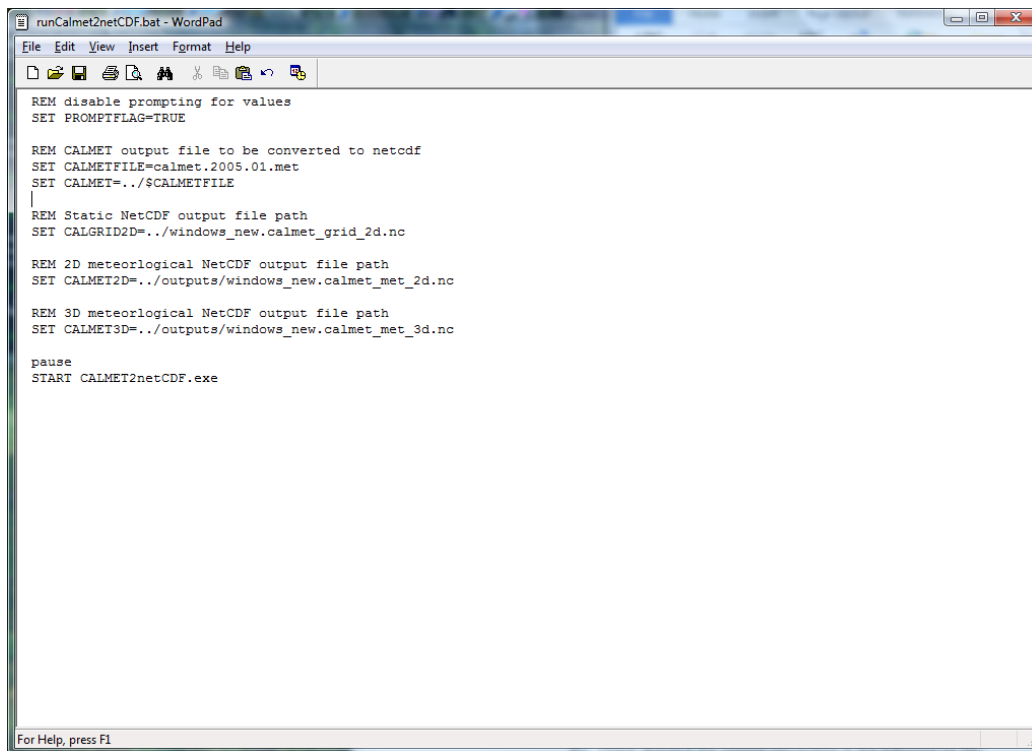 runCalmet2netCDF.bat - WordPad
File Edit View Insert Format Help
REM disable prompting for values
SET PROMPTFLAG=TRUE
REM CALMET output file to be converted to netcdf
SET CALMETFILE=calmet.2005.01.met
SET CALMET=../$CALMETFILE
REM Static NetCDF output file path
SET CALGRID2D=../windows_new.calmet_grid_2d.nc
REM 2D meteorlogical NetCDF output file path
SET CALMET2D=../outputs/windows_new.calmet_met_2d.nc
REM 3D meteorlogical NetCDF output file path
SET CALMET3D=../outputs/windows_new.calmet_met_3d.nc
pause
START CALMET2netCDF.exe
For Help, press F1